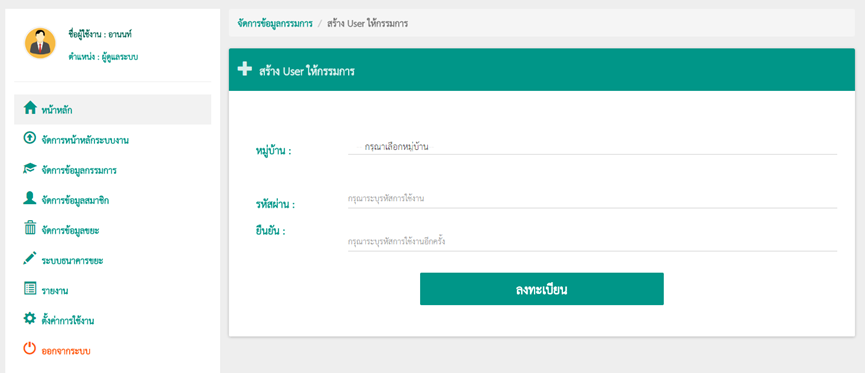 ชื่อผู้ใช้งาน : อานนท์
ตำแหน่ง : ผู้ดูแลระบบ
หน้าหลัก
จัดการหน้าหลักระบบงาน
จัดการข้อมูลกรรมการ
จัดการข้อมูลสมาชิก
จัดการข้อมูลขยะ
ระบบธนาคารขยะ
รายงาน
ตั้งค่าการใช้งาน
ออกจากระบบ
จัดการข้อมูลกรรมการ / สร้าง User ให้กรรมการ
สร้าง User ให้กรรมการ
หมู่บ้าน : กรุณาเลือกหมู่บ้าน
รหัสผ่าน : กรุณาระบุรหัสการใช้งาน
ยืนยัน : กรุณาระบุรหัสการใช้งานอีกครั้ง
ลงทะเบียน